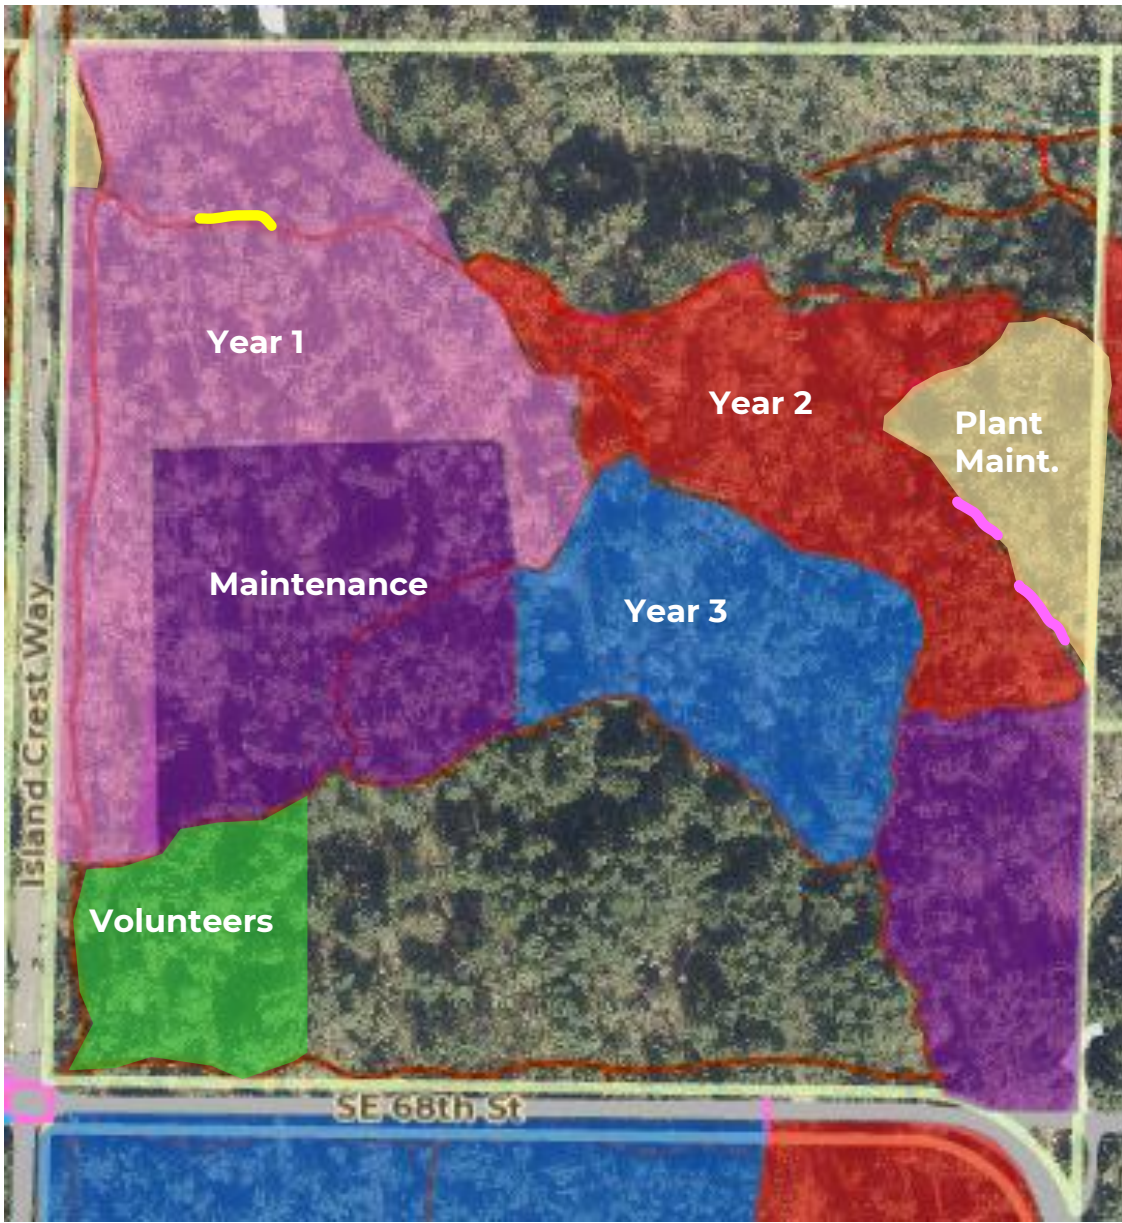 Year 1
Year 2
Plant
Maint.
Maintenance
Year 3
Island Crest Way
Volunteers
SE 68th St